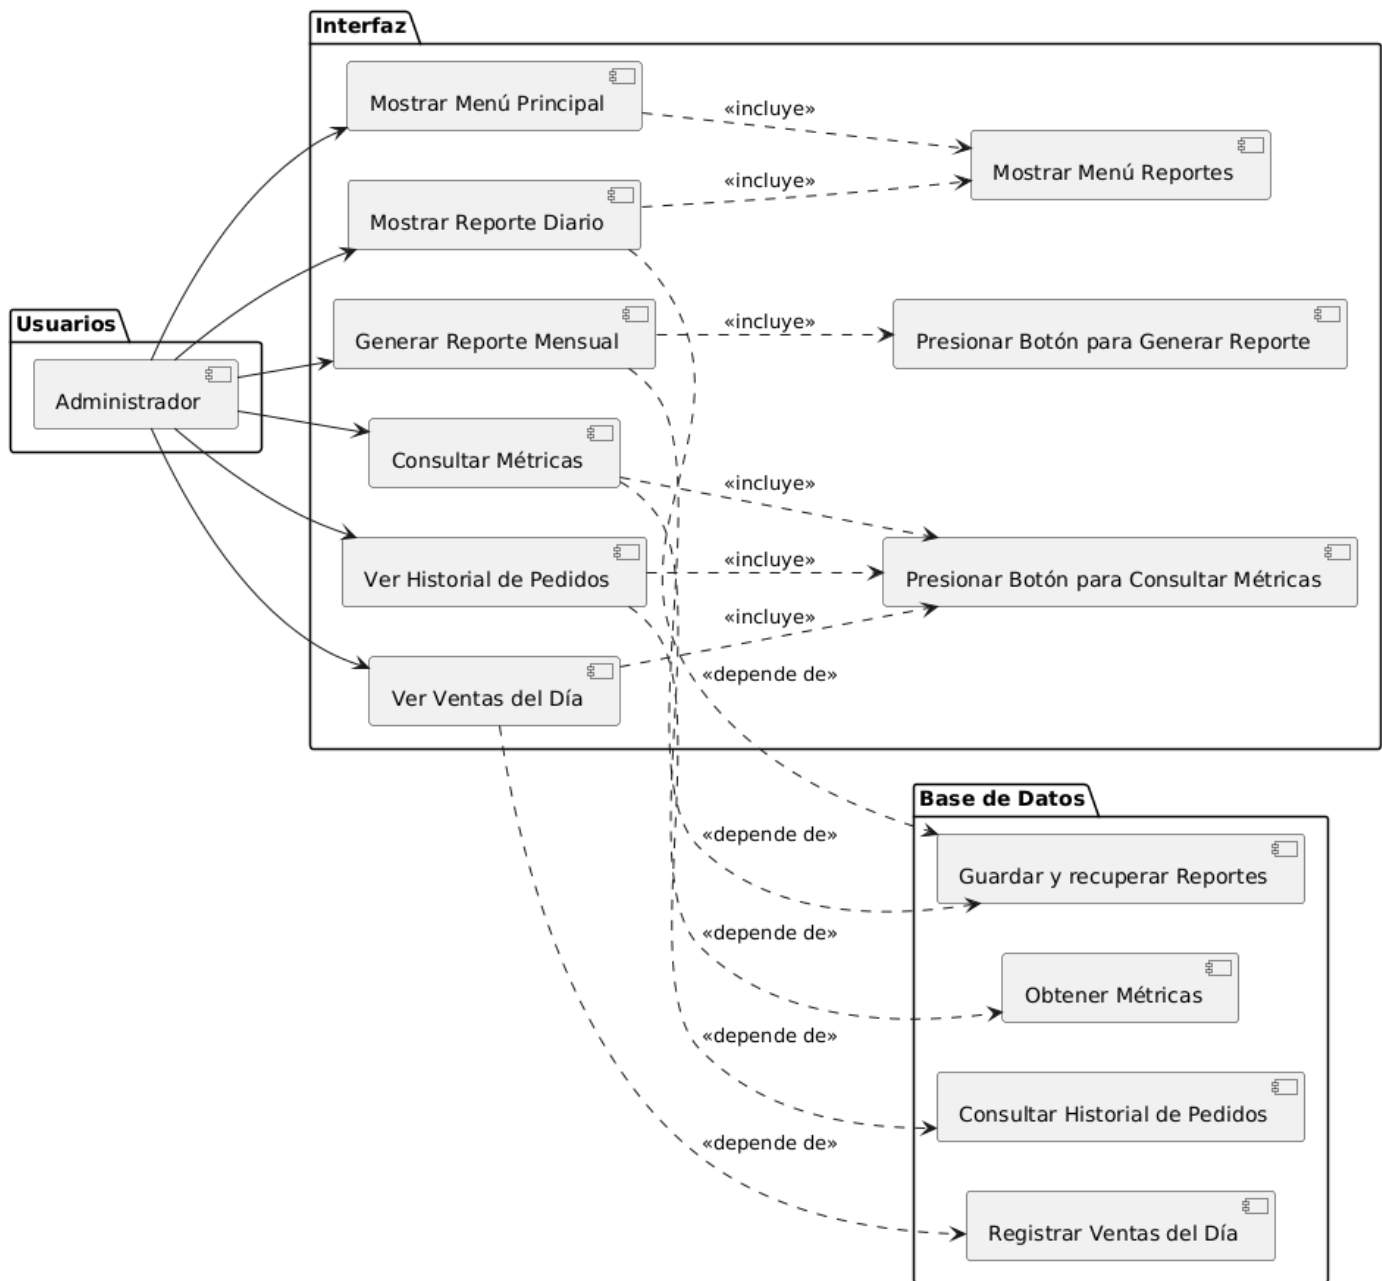 Interfaz
Mostrar Menú Principal
«incluye»
Mostrar Menú Reportes
«incluye»
Mostrar Reporte Diario
Usuarios
Administrador
Generar Reporte Mensual
«incluye»
Presionar Botón para Generar Reporte
Consultar Métricas
«incluye»
Ver Historial de Pedidos
«incluye»
Presionar Botón para Consultar Métricas
«incluye»
Ver Ventas del Día
«depende de»
Base de Datos
«depende de»
Guardar y recuperar Reportes
«depende de»
Obtener Métricas
«depende de»
Consultar Historial de Pedidos
«depende de»
Registrar Ventas del Día